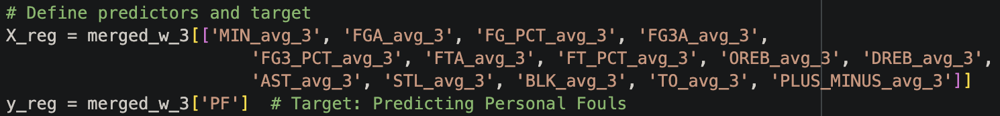 # Define predictors and target
X_reg = merged_w_3[['MIN_avg_3', 'FGA_avg_3', 'FG_PCT_avg_3', 'FG3A_avg_3',
'FG3_PCT_avg_3', 'FTA_avg_3', 'FT_PCT_avg_3', 'OREB_avg_3', 'DREB_avg_3',
'AST_avg_3', 'STL_avg_3', 'BLK_avg_3', 'TO_avg_3', 'PLUS_MINUS_avg_3']]
y_reg = merged_w_3['PF']  # Target: Predicting Personal Fouls